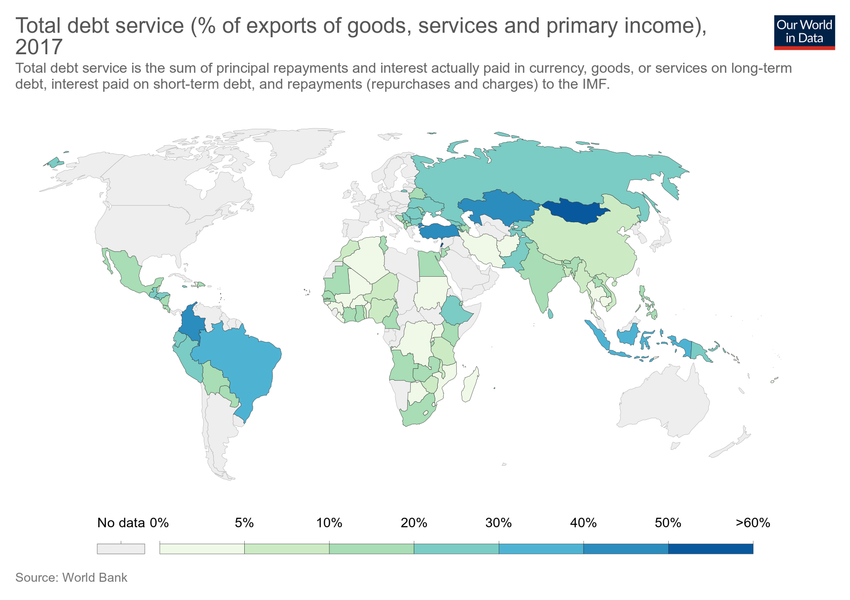 Total debt service (% of exports of goods, services and primary income),
2017
Our World
in Data
Total debt service is the sum of principal repayments and interest actually paid in currency, goods, or services on long-term
debt, interest paid on short-term debt, and repayments (repurchases and charges) to the IMF.
No data 0% 5% 10% 20% 30% 40% 50% >60%
Source: World Bank